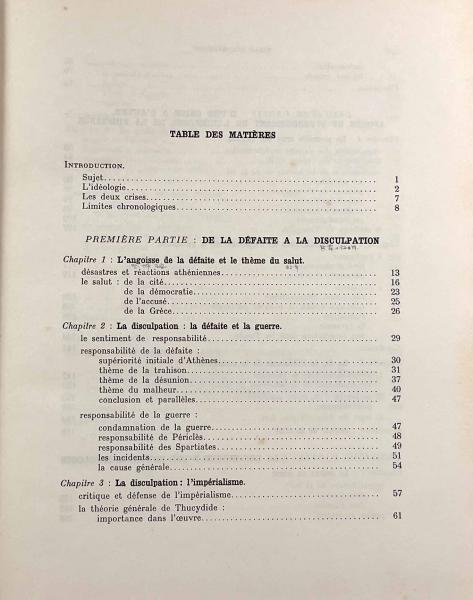 TABLE DES MATIÈRES
INTRODUCTION.
Sujet 1
L'idéologie 2
Les deux crises 7
Limites chronologiques 8
PREMIÈRE PARTIE : DE LA DÉFAITE A LA DISCULPATION
Chapitre 1 : L'angoisse de la défaite et le thème du salut.
désastres et réactions athéniennes 13
le salut : de la cité 16
de la démocratie 23
de l'accusé 25
de la Grèce 26
Chapitre 2 : La disculpation : la défaite et la guerre.
le sentiment de responsabilité 29
responsabilité de la défaite :
supériorité initiale d'Athènes 30
thème de la trahison 31
thème de la désunion 37
thème du malheur 40
conclusion et parallèles 47
responsabilité de la guerre :
condamnation de la guerre 47
responsabilité de Périclès 48
responsabilité des Spartiates 49
les incidents 51
la cause générale 54
Chapitre 3 : La disculpation : l'impérialisme.
critique et défense de l'impérialisme 57
la théorie générale de Thucydide :
importance dans l'œuvre 61